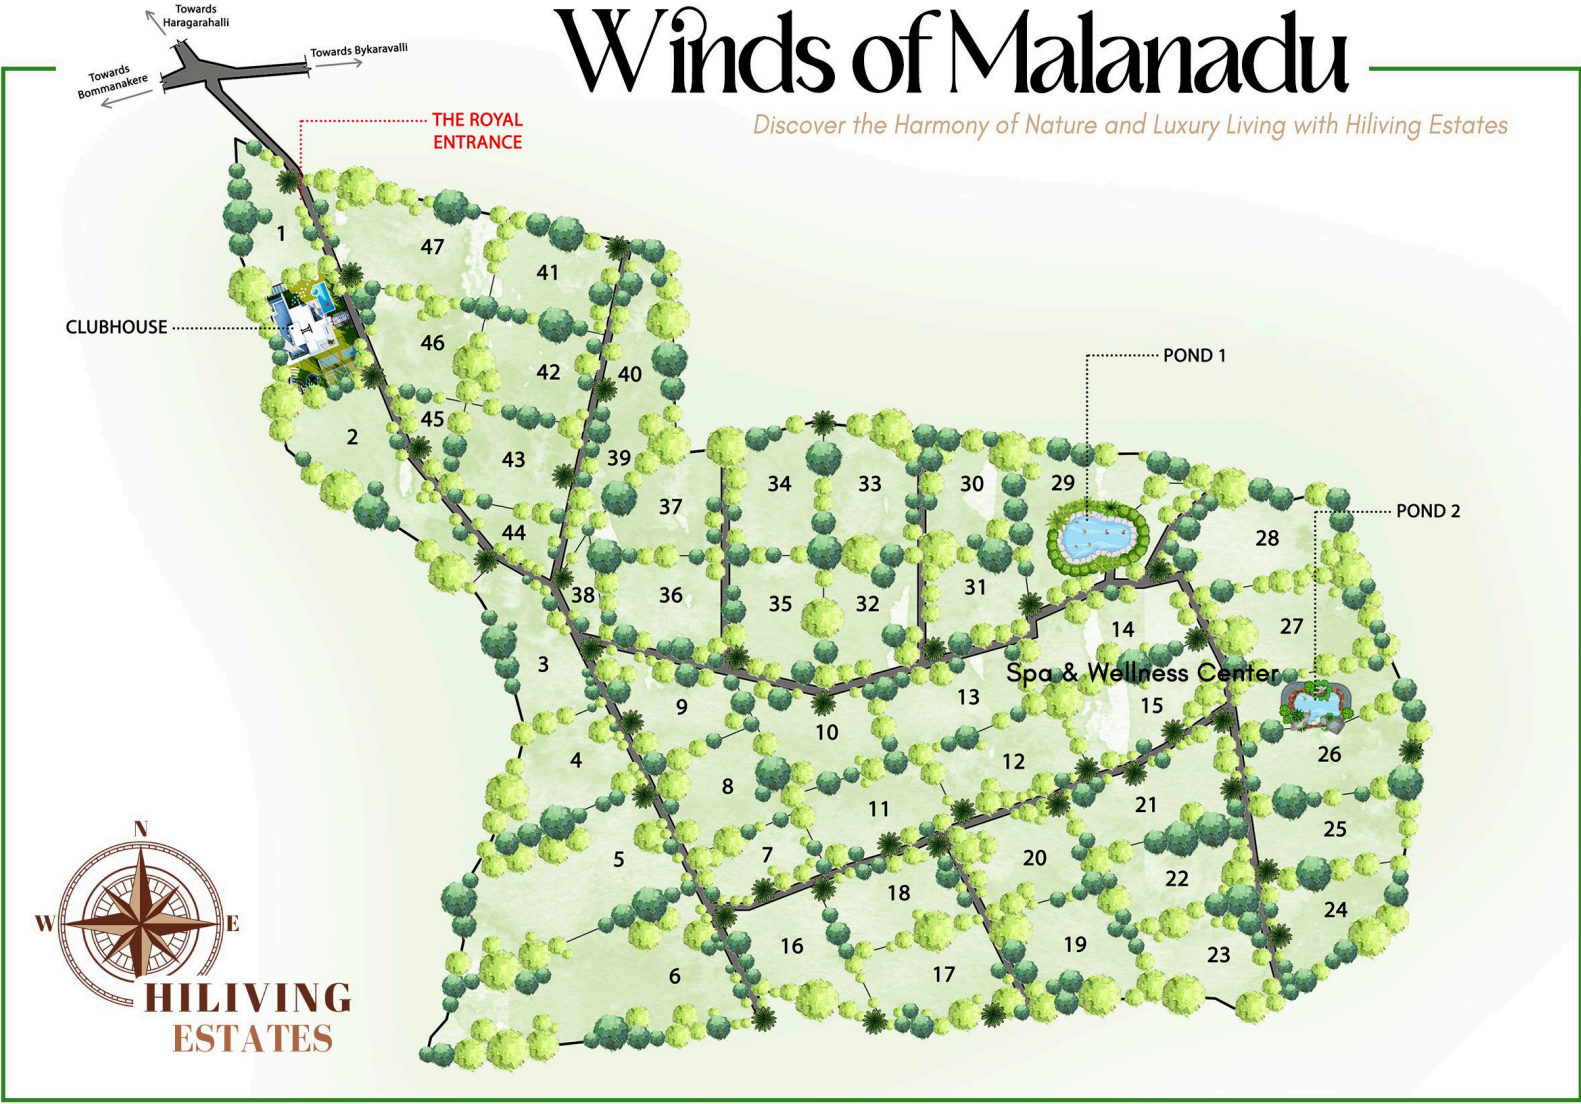 Towards
Haragarahalli
Towards Bykaravalli
Towards
Bommanakere
Winds of Malanadu
Discover the Harmony of Nature and Luxury Living with Hiliving Estates
THE ROYAL
ENTRANCE
1
47
41
CLUBHOUSE
46
42
40
POND 1
2
45
43
39
44
38
37
36
34
33
35
32
30
29
31
POND 2
28
27
14
Spa & Wellness Center
3
9
10
13
15
26
4
8
12
11
21
25
5
7
20
22
18
24
6
16
17
19
23
N
W
E
HILIVING
ESTATES